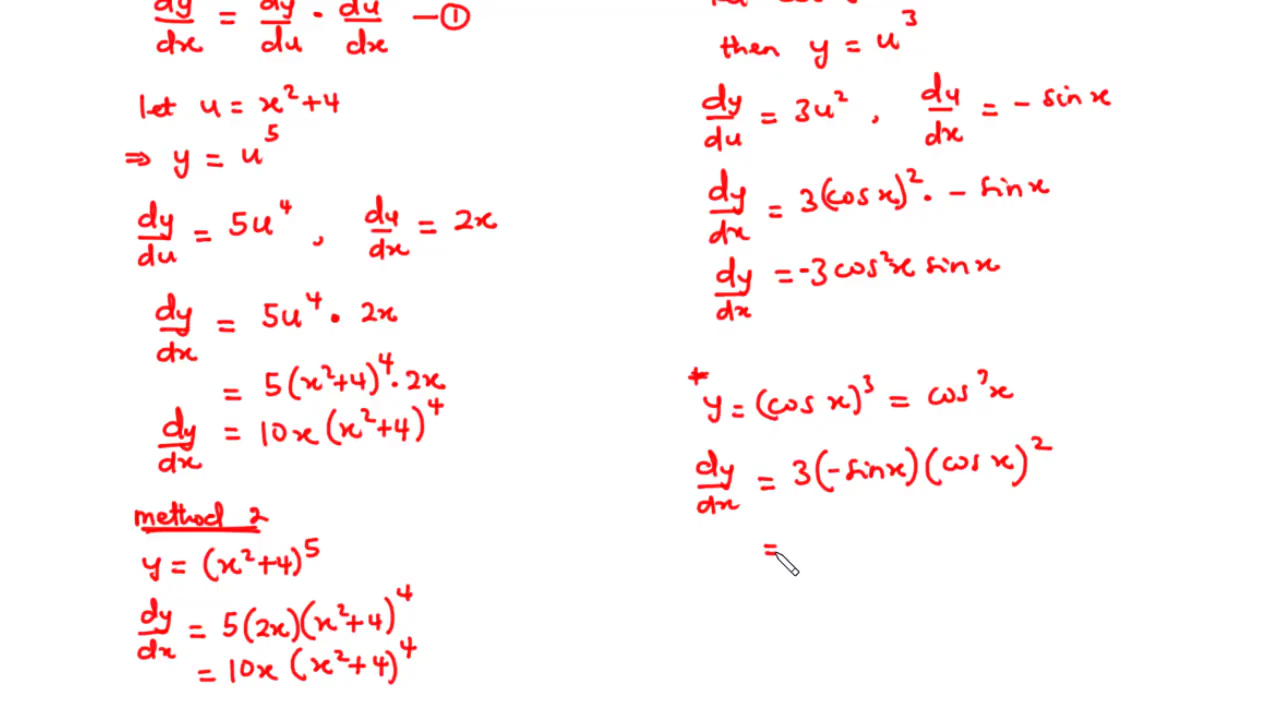 dy/dx = dy/du · du/dx —①
let u = x²+4
⇒ y = u⁵
dy/du = 5u⁴ , du/dx = 2x
dy/dx = 5u⁴ · 2x
= 5(x²+4)⁴ · 2x
dy/dx = 10x(x²+4)⁴
method 2
y = (x²+4)⁵
dy/dx = 5(2x)(x²+4)⁴
= 10x (x²+4)⁴
then y = u³
dy/du = 3u² , du/dx = - sin x
dy/dx = 3(cos x)² · - sin x
dy/dx = -3 cos²x sin x
* y = (cos x)³ = cos³x
dy/dx = 3(-sin x)(cos x)²
=